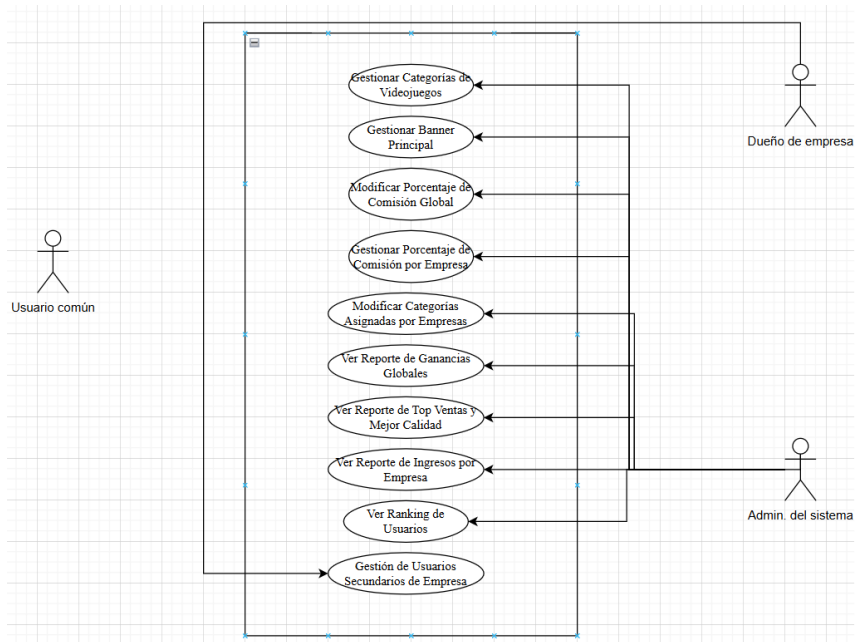 Gestionar Categorías de
Videojuegos
Gestionar Banner
Principal
Modificar Porcentaje de
Comisión Global
Gestionar Porcentaje de
Comisión por Empresa
Modificar Categorías
Asignadas por Empresas
Ver Reporte de Ganancias
Globales
Ver Reporte de Top Ventas y
Mejor Calidad
Ver Reporte de Ingresos por
Empresa
Ver Ranking de
Usuarios
Gestión de Usuarios
Secundarios de Empresa
Usuario común
Dueño de empresa
Admin. del sistema